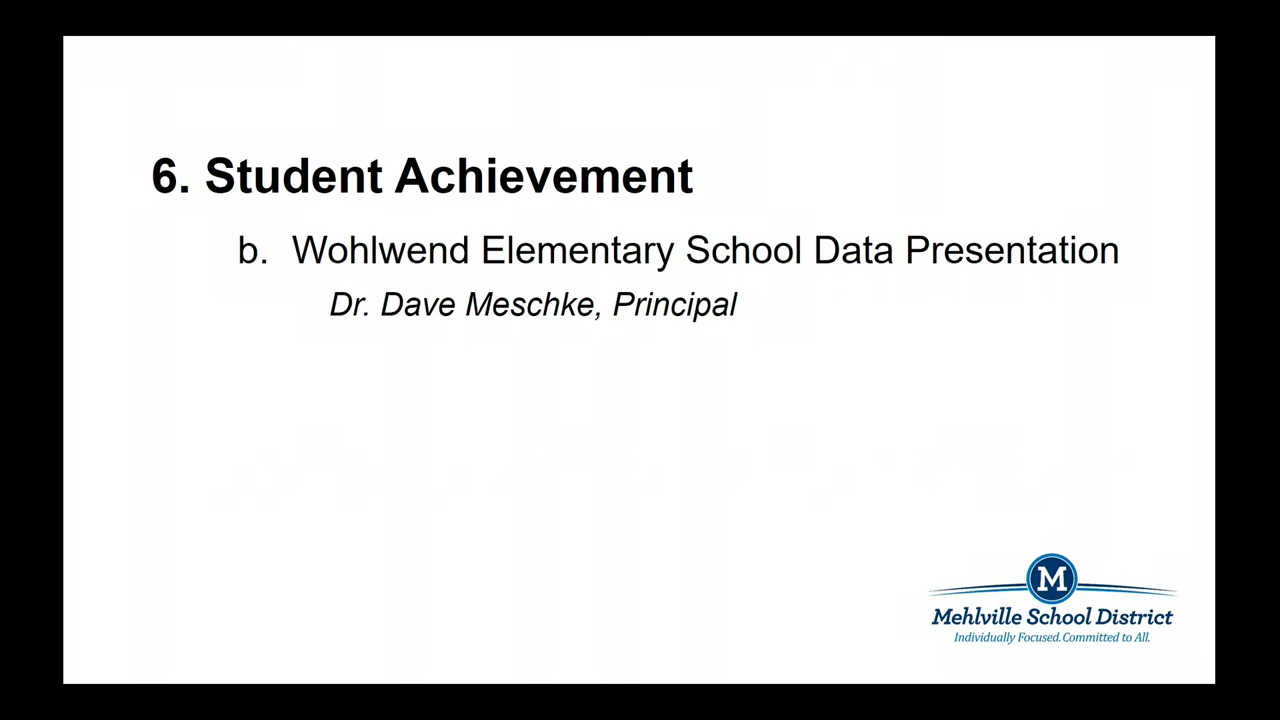 6. Student Achievement
b. Wohlwend Elementary School Data Presentation
Dr. Dave Meschke, Principal
M
Mehlville School District
Individually Focused. Committed to All.